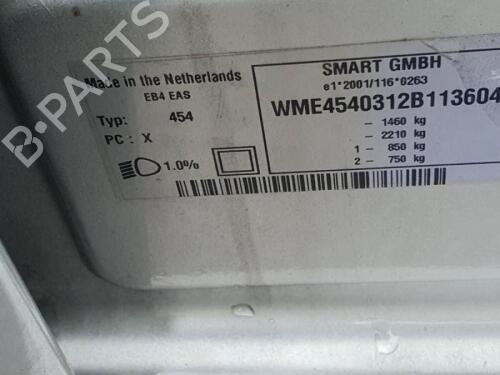 B-PARTS
Made in the Netherlands
EB4 EAS
Typ: 454
PC : X
1.0%
SMART GMBH
e1*2001/116*0263
WME4540312B113604
- 1460 kg
- 2210 kg
1 - 850 kg
2 - 750 kg